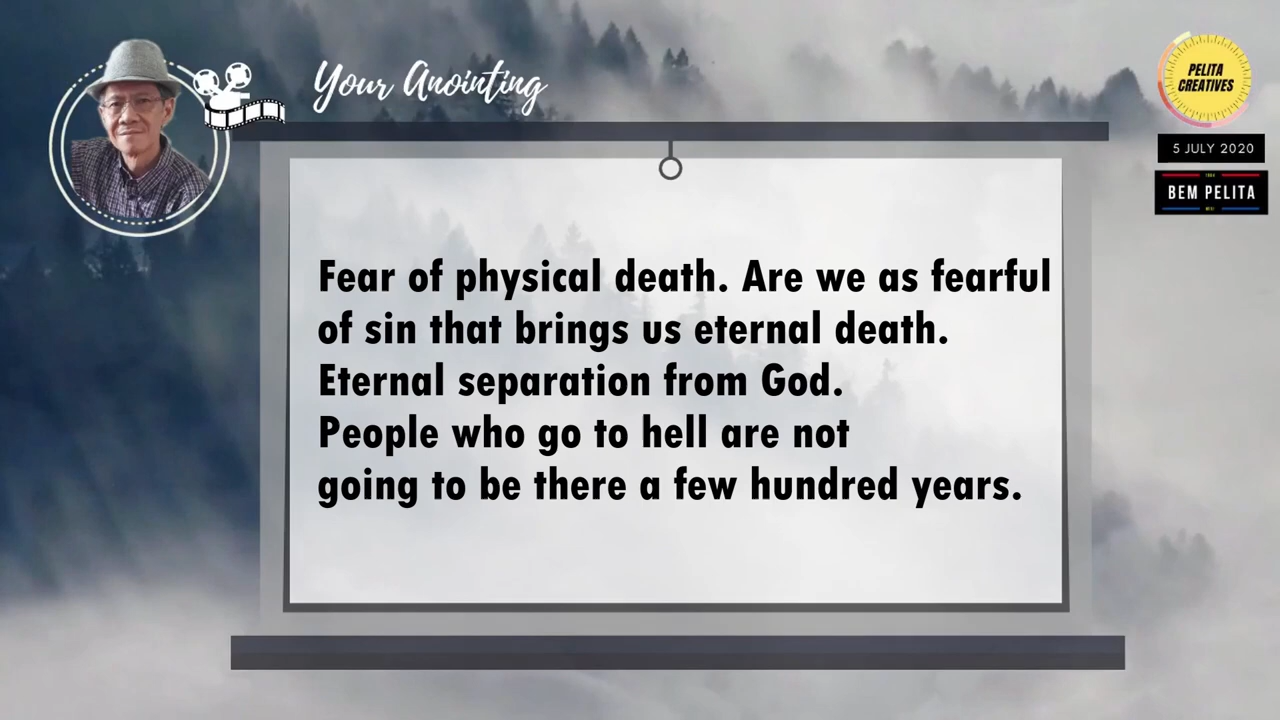 Your Anointing
PELITA
CREATIVES
5 JULY 2020
BEM PELITA
Fear of physical death. Are we as fearful
of sin that brings us eternal death.
Eternal separation from God.
People who go to hell are not
going to be there a few hundred years.